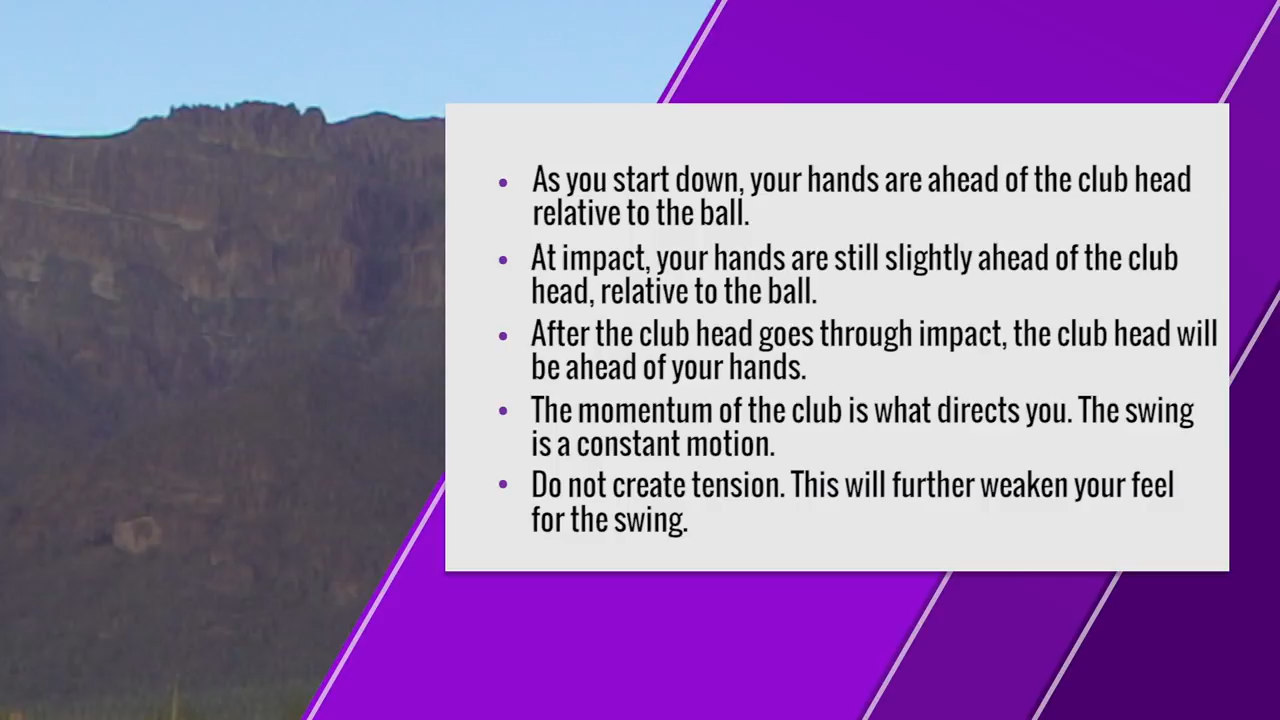 • As you start down, your hands are ahead of the club head
relative to the ball.
• At impact, your hands are still slightly ahead of the club
head, relative to the ball.
• After the club head goes through impact, the club head will
be ahead of your hands.
• The momentum of the club is what directs you. The swing
is a constant motion.
• Do not create tension. This will further weaken your feel
for the swing.